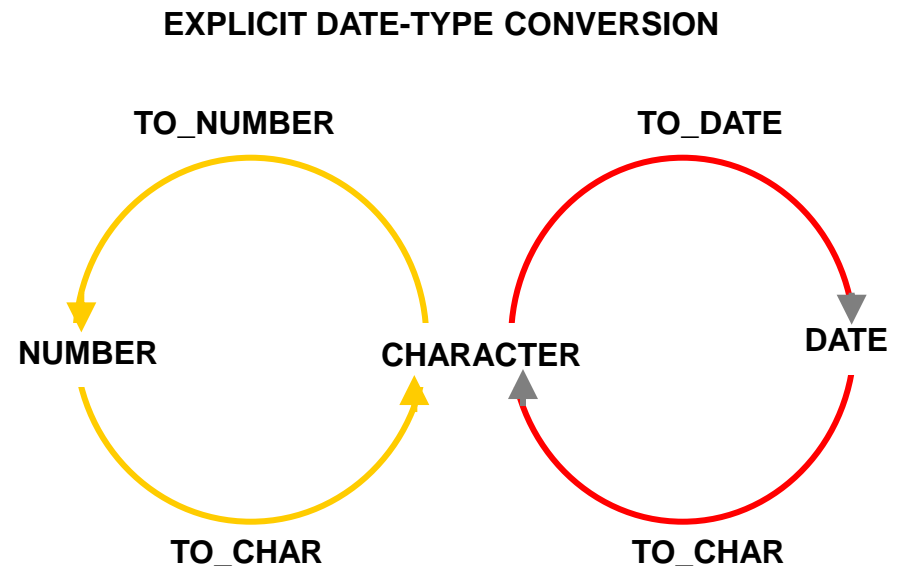 EXPLICIT DATE-TYPE CONVERSION
TO_NUMBER
TO_DATE
NUMBER
CHARACTER
DATE
TO_CHAR
TO_CHAR